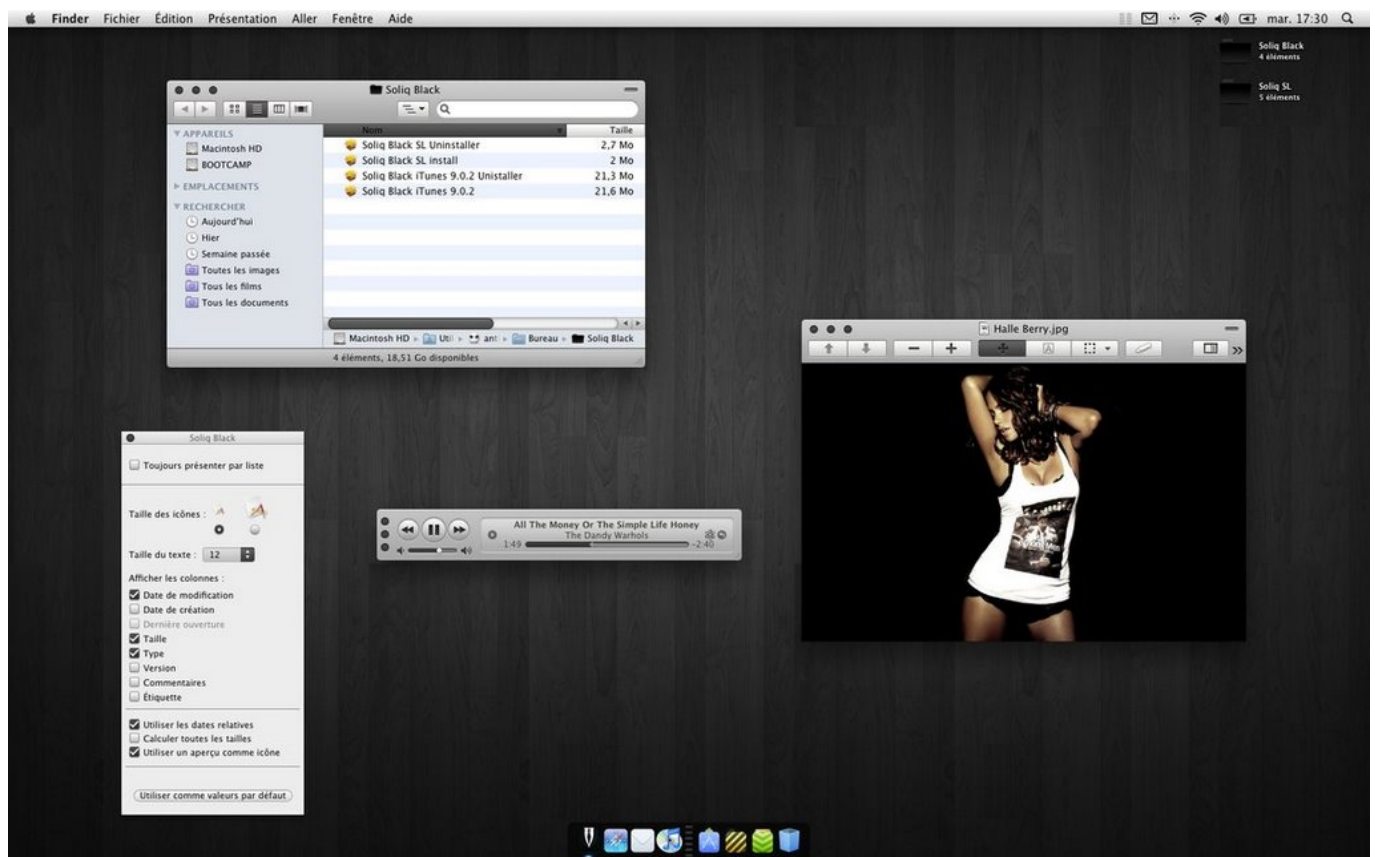 Finder Fichier Édition Présentation Aller Fenêtre Aide
mar. 17:30
Soliq Black
4 éléments
Soliq SL
5 éléments
Soliq Black
Nom Taille
APPAREILS
Macintosh HD
BOOTCAMP
EMPLACEMENTS
RECHERCHER
Aujourd'hui
Hier
Semaine passée
Toutes les images
Tous les films
Tous les documents
Soliq Black SL Uninstaller 2,7 Mo
Soliq Black SL install 2 Mo
Soliq Black iTunes 9.0.2 Unistaller 21,3 Mo
Soliq Black iTunes 9.0.2 21,6 Mo
Macintosh HD Uti ant Bureau Soliq Black
4 éléments, 18,51 Go disponibles
Halle Berry.jpg
Soliq Black
Toujours présenter par liste
Taille des icônes :
Taille du texte : 12
Afficher les colonnes :
Date de modification
Date de création
Dernière ouverture
Taille
Type
Version
Commentaires
Étiquette
Utiliser les dates relatives
Calculer toutes les tailles
Utiliser un aperçu comme icône
Utiliser comme valeurs par défaut
All The Money Or The Simple Life Honey
The Dandy Warhols
1:49 -2:40